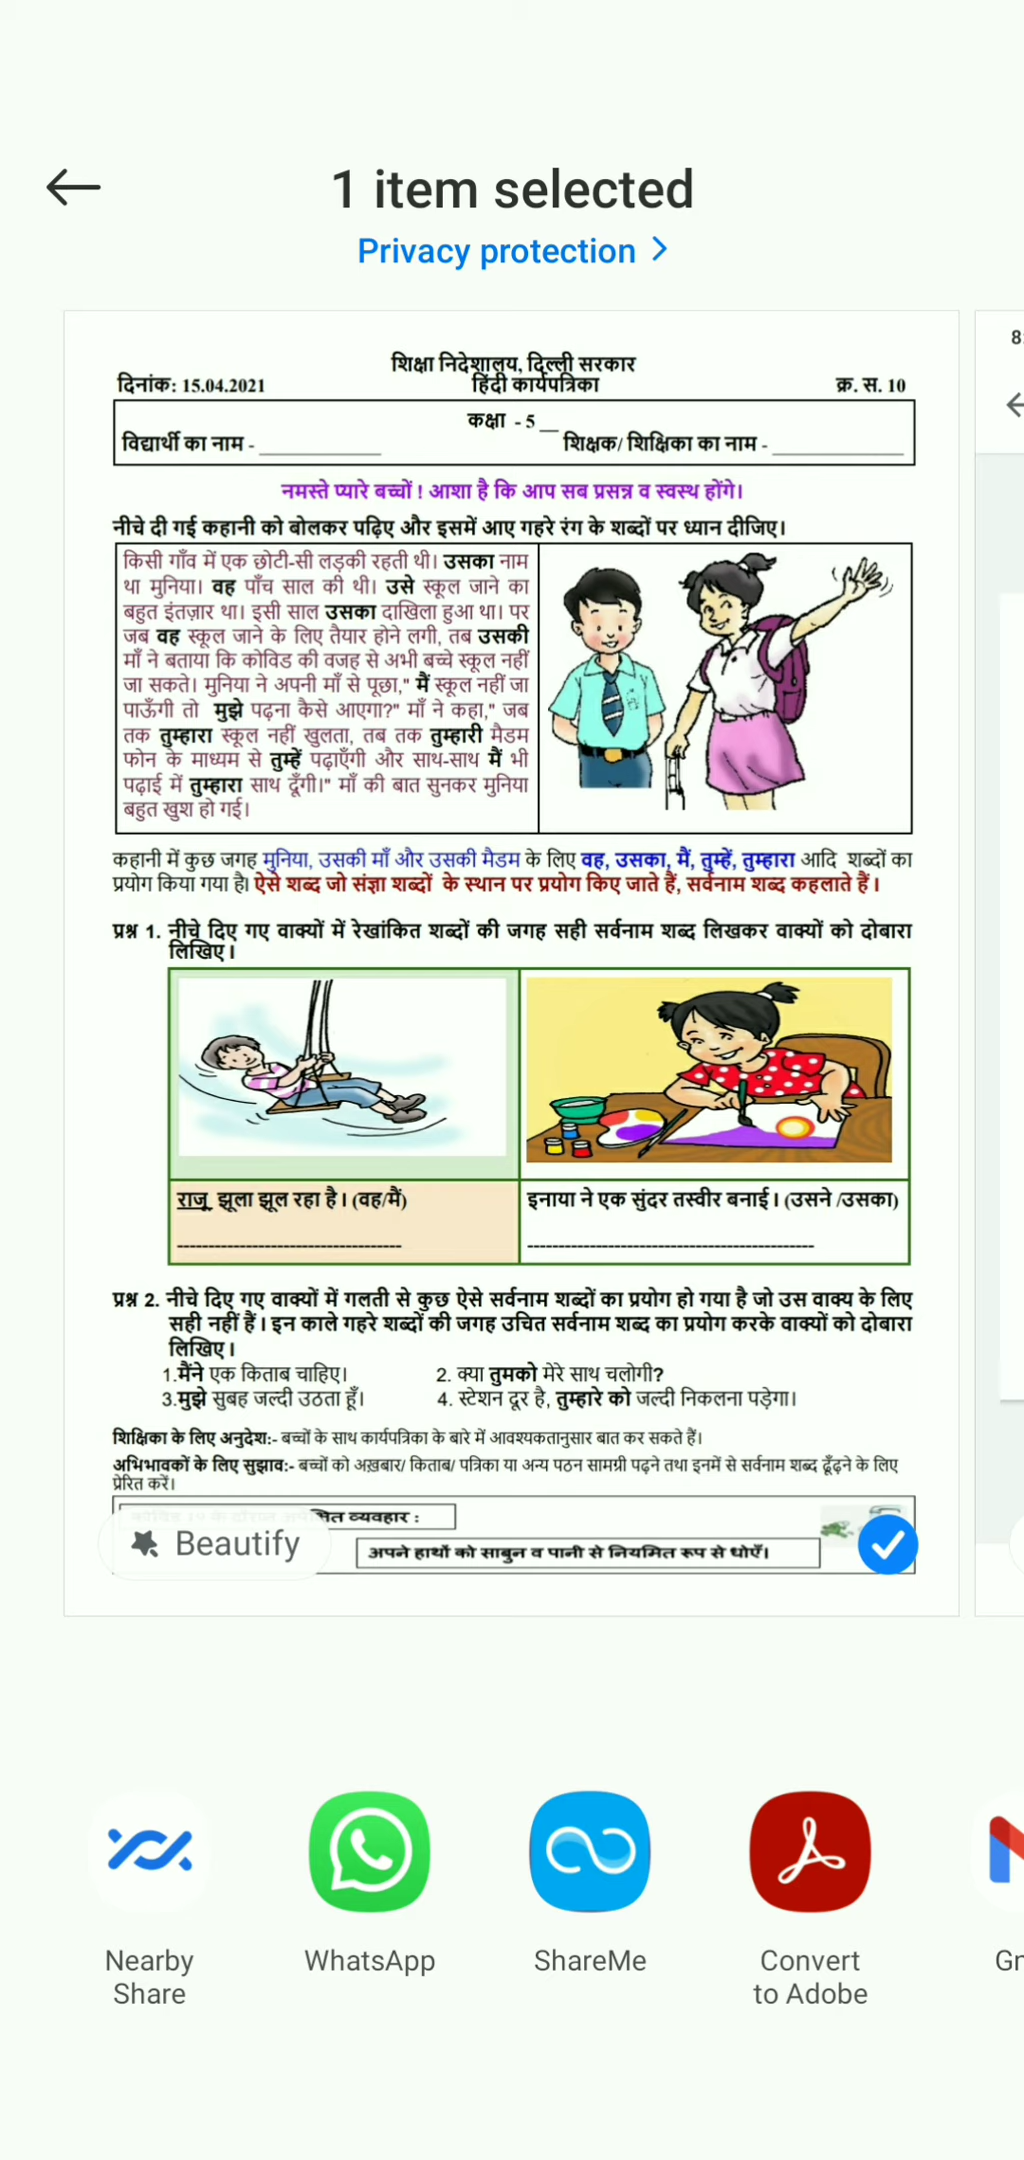 1 item selected
Privacy protection
शिक्षा निदेशालय, दिल्ली सरकार
दिनांक: 15.04.2021 हिंदी कार्यपत्रिका क्र. स. 10
कक्षा - 5 __
विद्यार्थी का नाम - ____________ शिक्षक/ शिक्षिका का नाम - ____________
नमस्ते प्यारे बच्चों ! आशा है कि आप सब प्रसन्न व स्वस्थ होंगे।
नीचे दी गई कहानी को बोलकर पढ़िए और इसमें आए गहरे रंग के शब्दों पर ध्यान दीजिए।
किसी गाँव में एक छोटी-सी लड़की रहती थी। उसका नाम
था मुनिया। वह पाँच साल की थी। उसे स्कूल जाने का
बहुत इंतज़ार था। इसी साल उसका दाखिला हुआ था। पर
जब वह स्कूल जाने के लिए तैयार होने लगी, तब उसकी
माँ ने बताया कि कोविड की वजह से अभी बच्चे स्कूल नहीं
जा सकते। मुनिया ने अपनी माँ से पूछा," मैं स्कूल नहीं जा
पाऊँगी तो मुझे पढ़ना कैसे आएगा?" माँ ने कहा," जब
तक तुम्हारा स्कूल नहीं खुलता, तब तक तुम्हारी मैडम
फोन के माध्यम से तुम्हें पढ़ाएँगी और साथ-साथ मैं भी
पढ़ाई में तुम्हारा साथ दूँगी।" माँ की बात सुनकर मुनिया
बहुत खुश हो गई।
कहानी में कुछ जगह मुनिया, उसकी माँ और उसकी मैडम के लिए वह, उसका, मैं, तुम्हें, तुम्हारा आदि शब्दों का
प्रयोग किया गया है। ऐसे शब्द जो संज्ञा शब्दों के स्थान पर प्रयोग किए जाते हैं, सर्वनाम शब्द कहलाते हैं।
प्रश्न 1. नीचे दिए गए वाक्यों में रेखांकित शब्दों की जगह सही सर्वनाम शब्द लिखकर वाक्यों को दोबारा
लिखिए।
राजू झूला झूल रहा है। (वह/मैं)
इनाया ने एक सुंदर तस्वीर बनाई। (उसने /उसका)
प्रश्न 2. नीचे दिए गए वाक्यों में गलती से कुछ ऐसे सर्वनाम शब्दों का प्रयोग हो गया है जो उस वाक्य के लिए
सही नहीं हैं। इन काले गहरे शब्दों की जगह उचित सर्वनाम शब्द का प्रयोग करके वाक्यों को दोबारा
लिखिए।
1.मैंने एक किताब चाहिए। 2. क्या तुमको मेरे साथ चलोगी?
3.मुझे सुबह जल्दी उठता हूँ। 4. स्टेशन दूर है, तुम्हारे को जल्दी निकलना पड़ेगा।
शिक्षिका के लिए अनुदेश:- बच्चों के साथ कार्यपत्रिका के बारे में आवश्यकतानुसार बात कर सकते हैं।
अभिभावकों के लिए सुझाव:- बच्चों को अख़बार/ किताब/ पत्रिका या अन्य पठन सामग्री पढ़ने तथा इनमें से सर्वनाम शब्द ढूँढ़ने के लिए
प्रेरित करें।
व्यवहार :
Beautify
अपने हाथों को साबुन व पानी से नियमित रूप से धोएँ।
Nearby Share
WhatsApp
ShareMe
Convert to Adobe